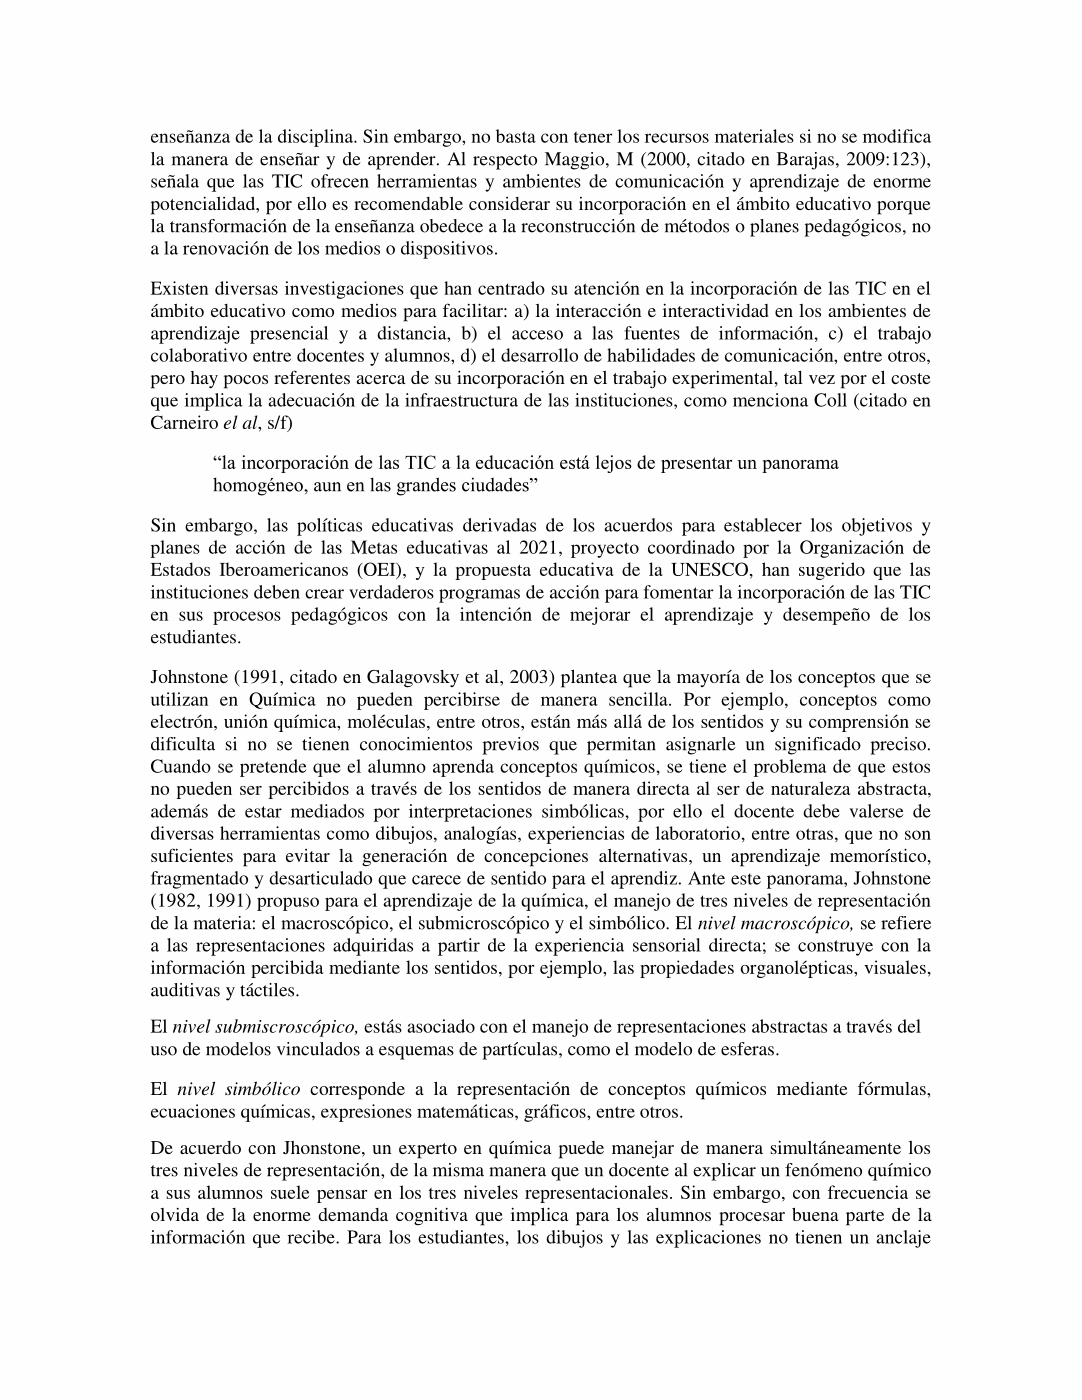 enseñanza de la disciplina. Sin embargo, no basta con tener los recursos materiales si no se modifica
la manera de enseñar y de aprender. Al respecto Maggio, M (2000, citado en Barajas, 2009:123),
señala que las TIC ofrecen herramientas y ambientes de comunicación y aprendizaje de enorme
potencialidad, por ello es recomendable considerar su incorporación en el ámbito educativo porque
la transformación de la enseñanza obedece a la reconstrucción de métodos o planes pedagógicos, no
a la renovación de los medios o dispositivos.
Existen diversas investigaciones que han centrado su atención en la incorporación de las TIC en el
ámbito educativo como medios para facilitar: a) la interacción e interactividad en los ambientes de
aprendizaje presencial y a distancia, b) el acceso a las fuentes de información, c) el trabajo
colaborativo entre docentes y alumnos, d) el desarrollo de habilidades de comunicación, entre otros,
pero hay pocos referentes acerca de su incorporación en el trabajo experimental, tal vez por el coste
que implica la adecuación de la infraestructura de las instituciones, como menciona Coll (citado en
Carneiro el al, s/f)
“la incorporación de las TIC a la educación está lejos de presentar un panorama
homogéneo, aun en las grandes ciudades”
Sin embargo, las políticas educativas derivadas de los acuerdos para establecer los objetivos y
planes de acción de las Metas educativas al 2021, proyecto coordinado por la Organización de
Estados Iberoamericanos (OEI), y la propuesta educativa de la UNESCO, han sugerido que las
instituciones deben crear verdaderos programas de acción para fomentar la incorporación de las TIC
en sus procesos pedagógicos con la intención de mejorar el aprendizaje y desempeño de los
estudiantes.
Johnstone (1991, citado en Galagovsky et al, 2003) plantea que la mayoría de los conceptos que se
utilizan en Química no pueden percibirse de manera sencilla. Por ejemplo, conceptos como
electrón, unión química, moléculas, entre otros, están más allá de los sentidos y su comprensión se
dificulta si no se tienen conocimientos previos que permitan asignarle un significado preciso.
Cuando se pretende que el alumno aprenda conceptos químicos, se tiene el problema de que estos
no pueden ser percibidos a través de los sentidos de manera directa al ser de naturaleza abstracta,
además de estar mediados por interpretaciones simbólicas, por ello el docente debe valerse de
diversas herramientas como dibujos, analogías, experiencias de laboratorio, entre otras, que no son
suficientes para evitar la generación de concepciones alternativas, un aprendizaje memorístico,
fragmentado y desarticulado que carece de sentido para el aprendiz. Ante este panorama, Johnstone
(1982, 1991) propuso para el aprendizaje de la química, el manejo de tres niveles de representación
de la materia: el macroscópico, el submicroscópico y el simbólico. El nivel macroscópico, se refiere
a las representaciones adquiridas a partir de la experiencia sensorial directa; se construye con la
información percibida mediante los sentidos, por ejemplo, las propiedades organolépticas, visuales,
auditivas y táctiles.
El nivel submiscroscópico, estás asociado con el manejo de representaciones abstractas a través del
uso de modelos vinculados a esquemas de partículas, como el modelo de esferas.
El nivel simbólico corresponde a la representación de conceptos químicos mediante fórmulas,
ecuaciones químicas, expresiones matemáticas, gráficos, entre otros.
De acuerdo con Jhonstone, un experto en química puede manejar de manera simultáneamente los
tres niveles de representación, de la misma manera que un docente al explicar un fenómeno químico
a sus alumnos suele pensar en los tres niveles representacionales. Sin embargo, con frecuencia se
olvida de la enorme demanda cognitiva que implica para los alumnos procesar buena parte de la
información que recibe. Para los estudiantes, los dibujos y las explicaciones no tienen un anclaje